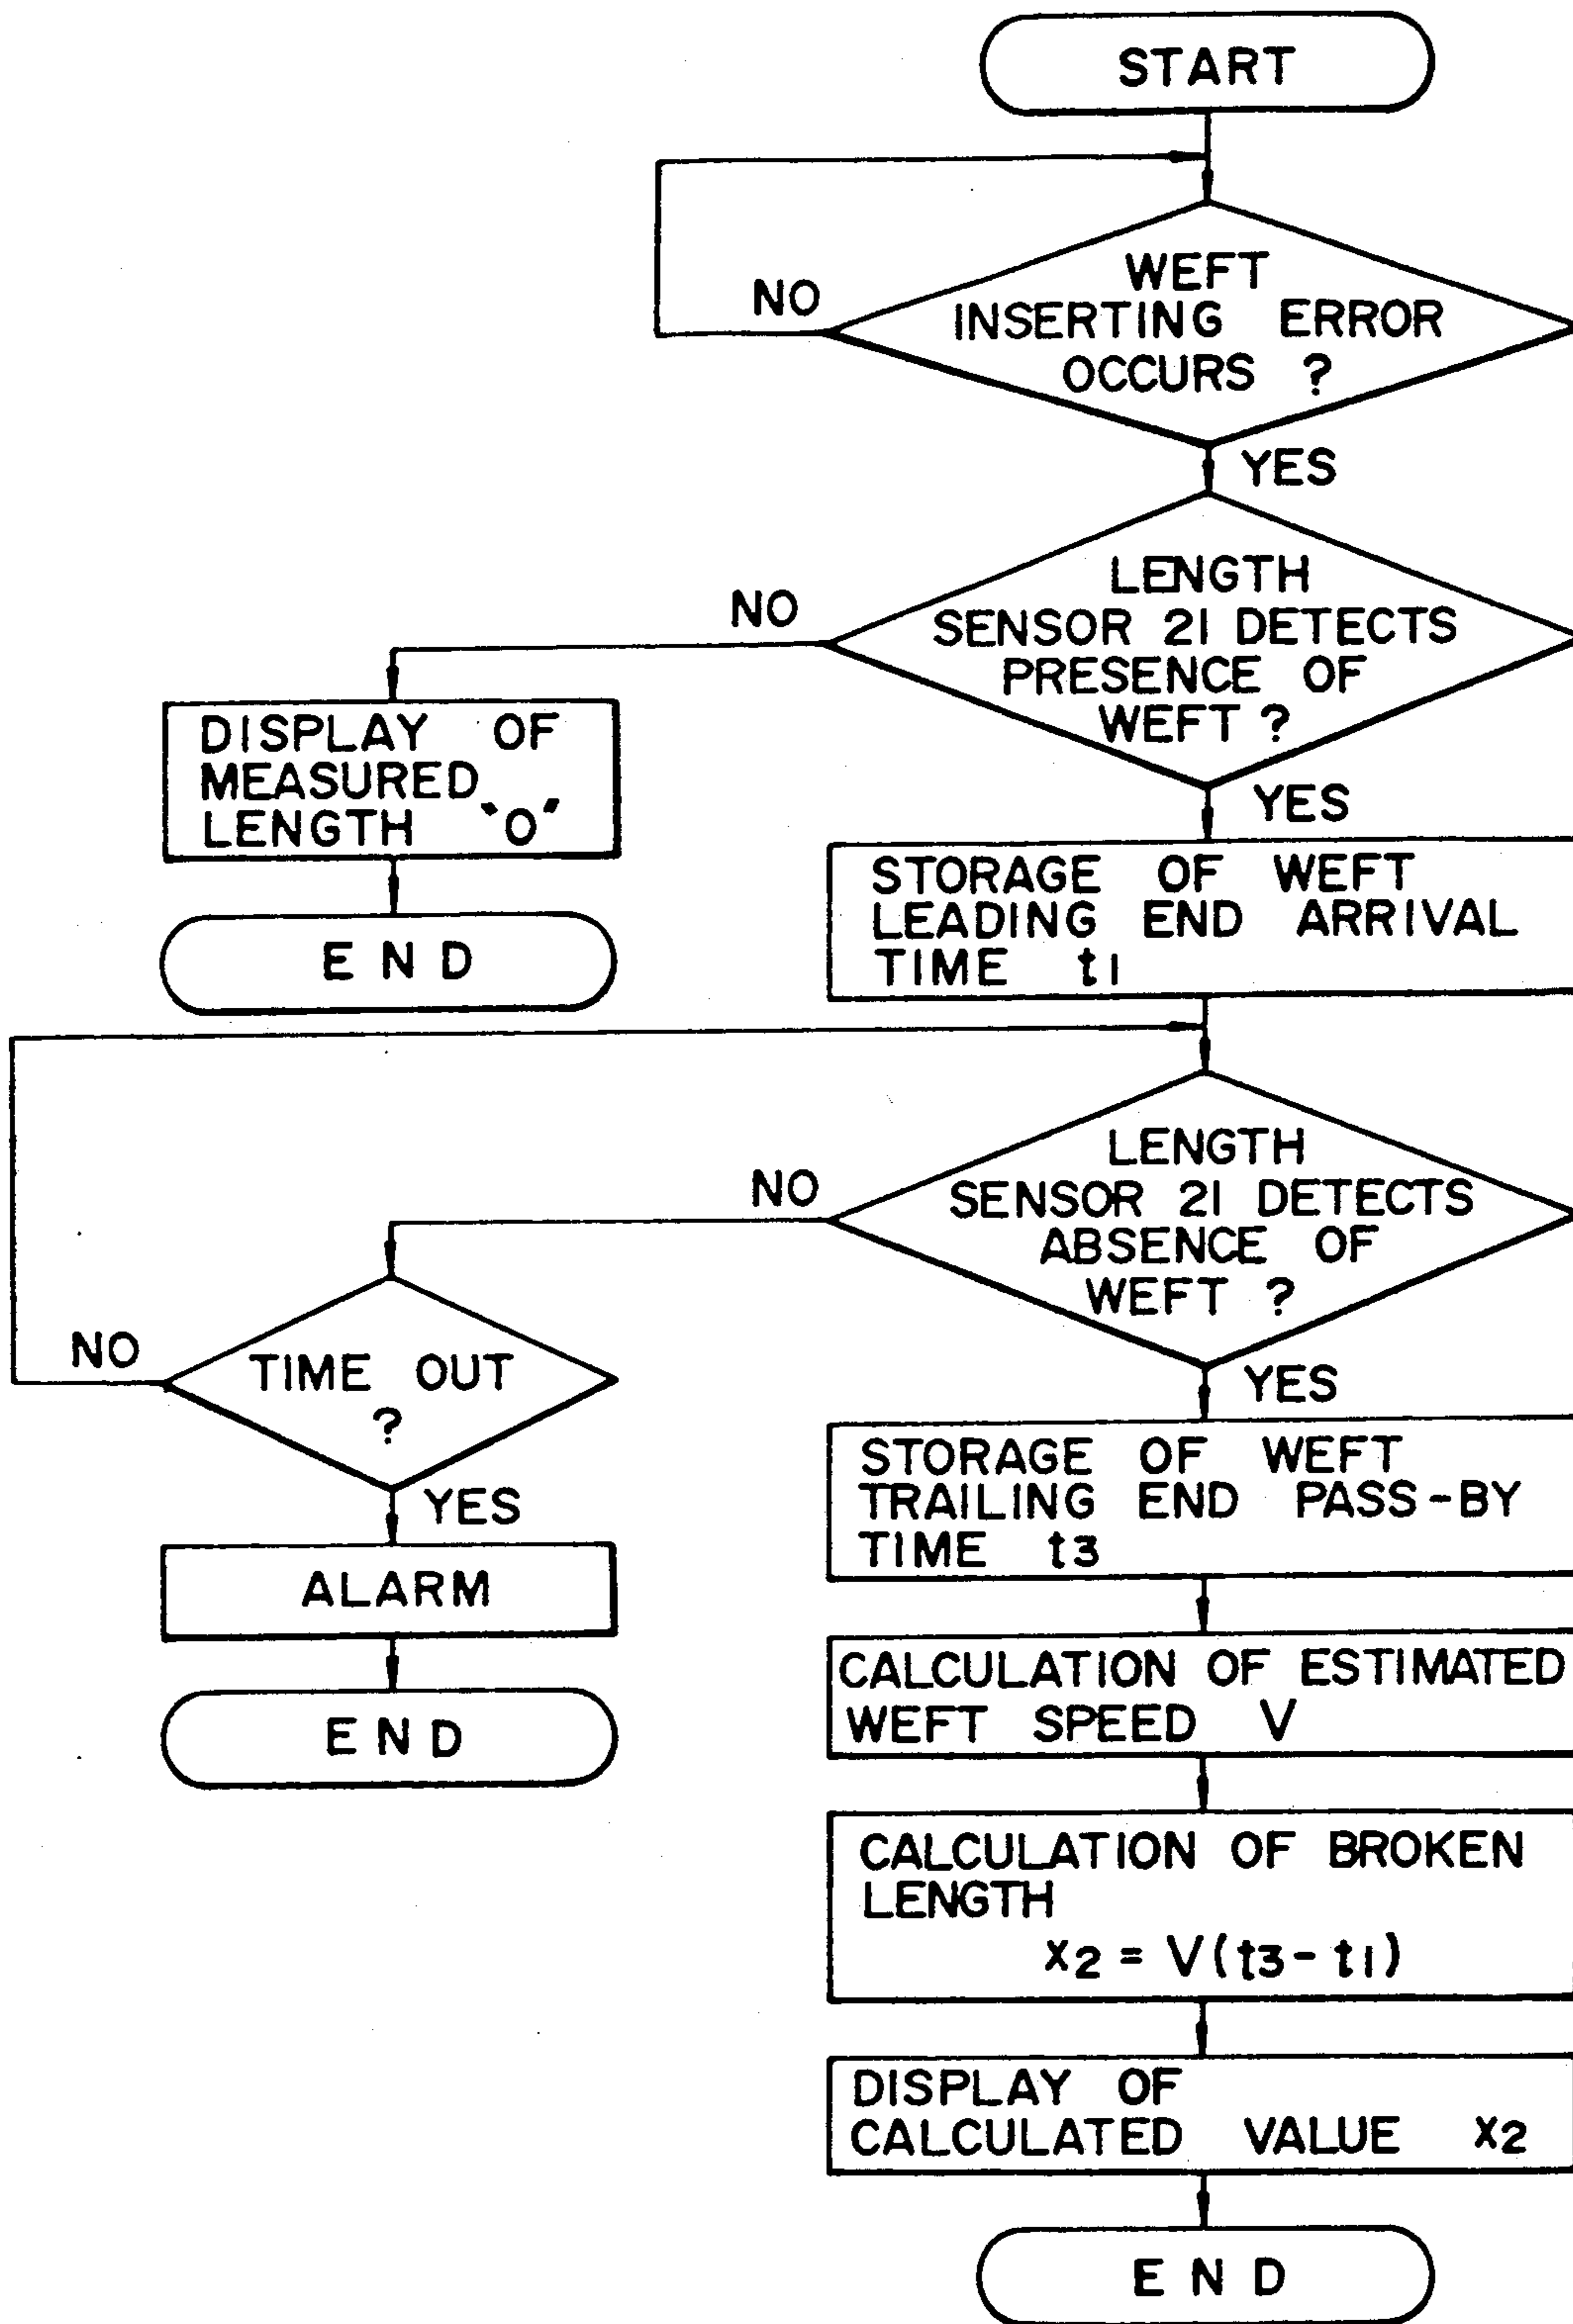 START
WEFT
INSERTING ERROR
OCCURS ?
NO
YES
LENGTH
SENSOR 21 DETECTS
PRESENCE OF
WEFT ?
NO
DISPLAY OF
MEASURED
LENGTH "0"
END
YES
STORAGE OF WEFT
LEADING END ARRIVAL
TIME t1
LENGTH
SENSOR 21 DETECTS
ABSENCE OF
WEFT ?
NO
TIME OUT
?
NO
YES
ALARM
END
YES
STORAGE OF WEFT
TRAILING END PASS-BY
TIME t3
CALCULATION OF ESTIMATED
WEFT SPEED V
CALCULATION OF BROKEN
LENGTH
x2 = V(t3 - t1)
DISPLAY OF
CALCULATED VALUE x2
END